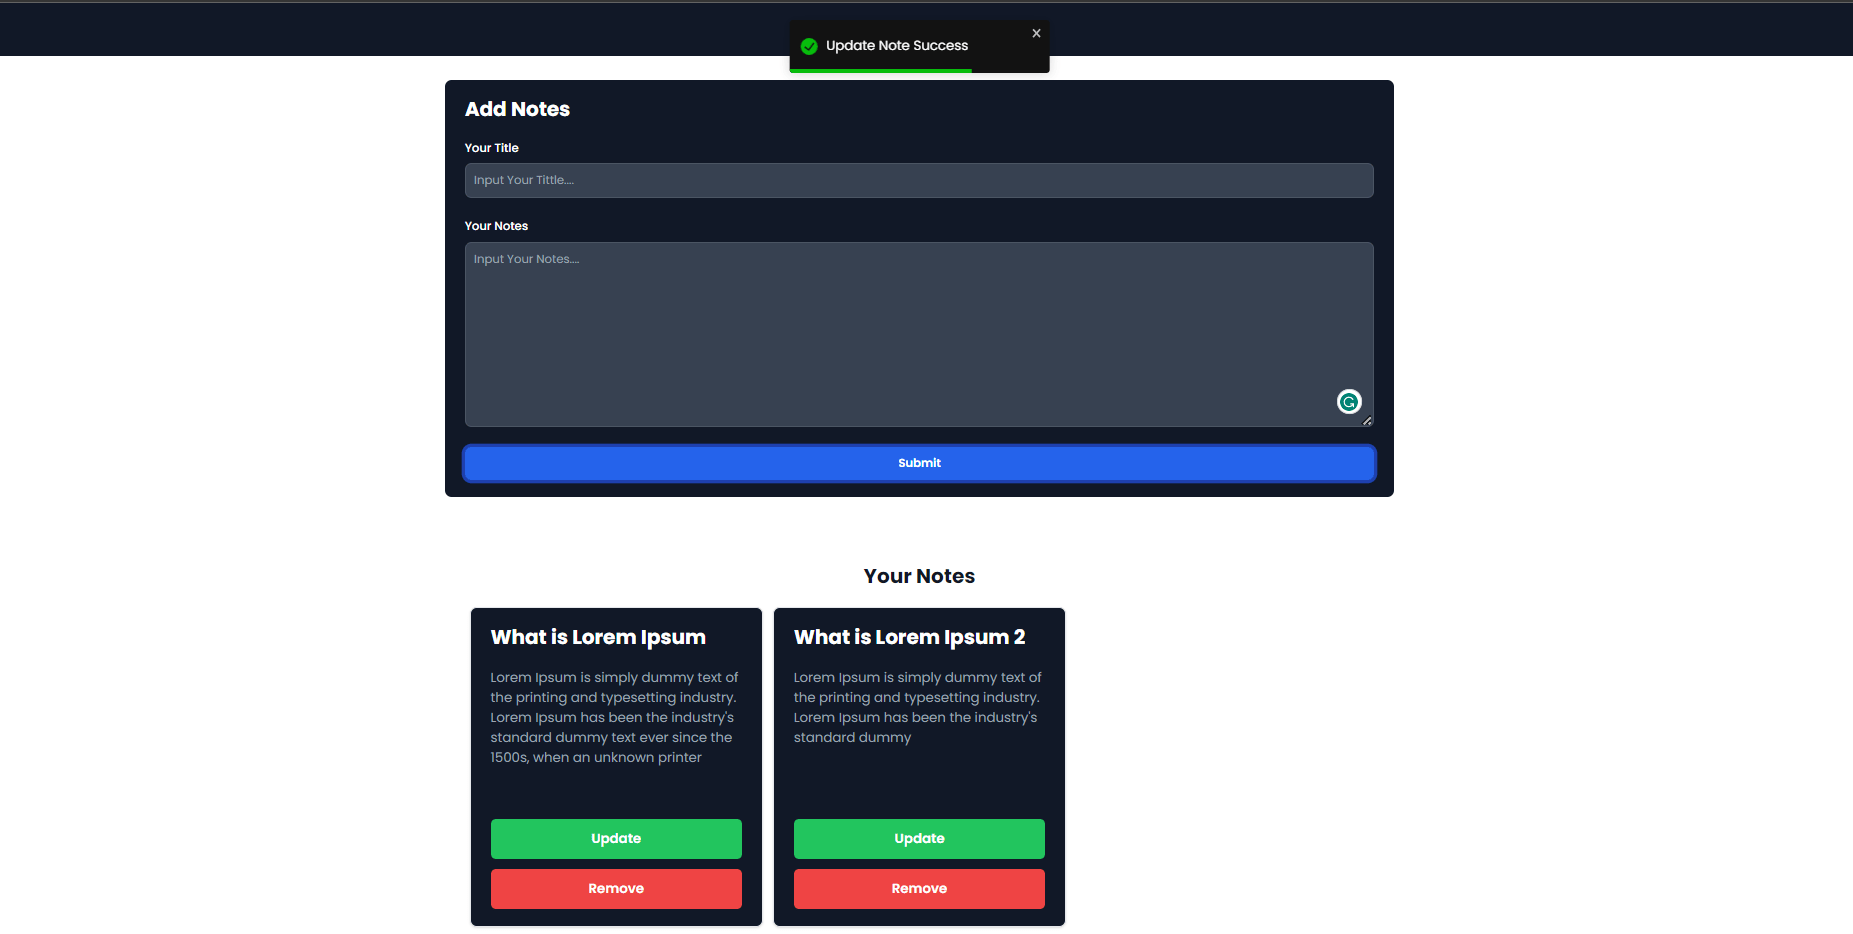 Update Note Success
Add Notes
Your Title
Input Your Tittle....
Your Notes
Input Your Notes....
Submit
Your Notes
What is Lorem Ipsum
Lorem Ipsum is simply dummy text of
the printing and typesetting industry.
Lorem Ipsum has been the industry's
standard dummy text ever since the
1500s, when an unknown printer
Update
Remove
What is Lorem Ipsum 2
Lorem Ipsum is simply dummy text of
the printing and typesetting industry.
Lorem Ipsum has been the industry's
standard dummy
Update
Remove